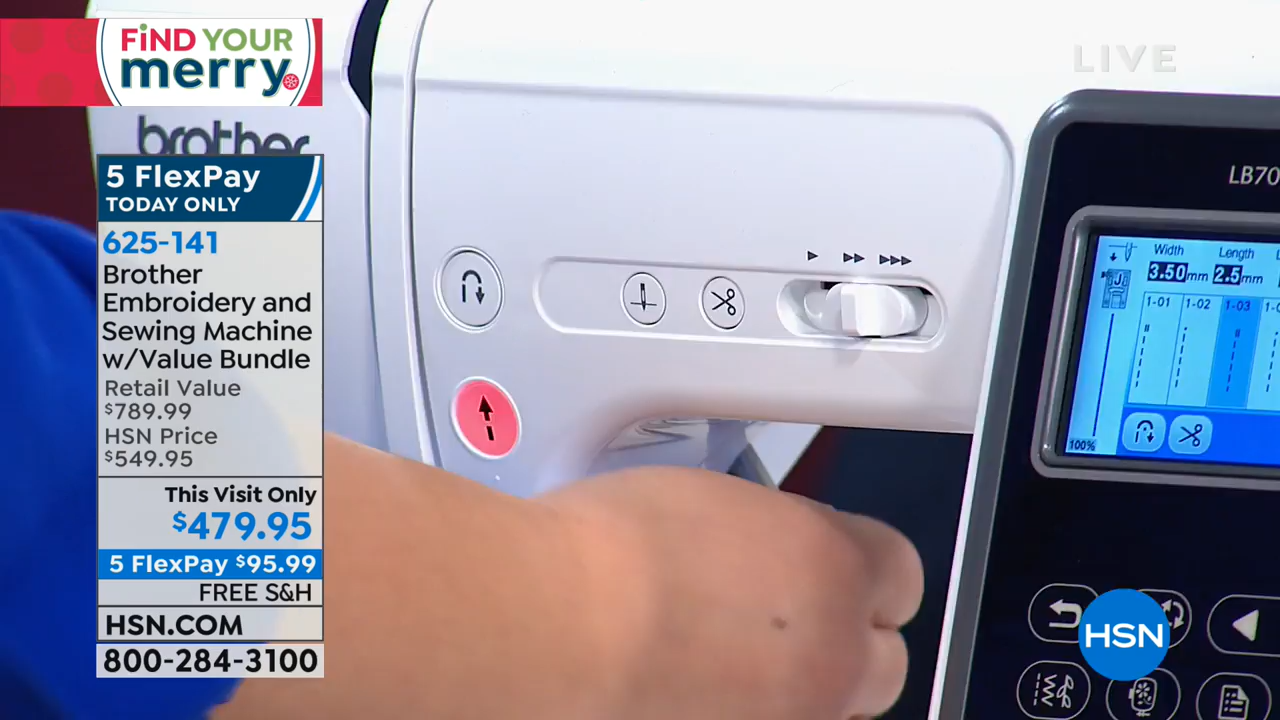 FiND YOUR
merry
LIVE
brother
5 FlexPay
TODAY ONLY
625-141
Brother
Embroidery and
Sewing Machine
w/Value Bundle
Retail Value
$789.99
HSN Price
$549.95
This Visit Only
$479.95
5 FlexPay $95.99
FREE S&H
HSN.COM
800-284-3100
LB70
Width
Length
3.50mm
2.5mm
1-01
1-02
1-03
J
100%
HSN